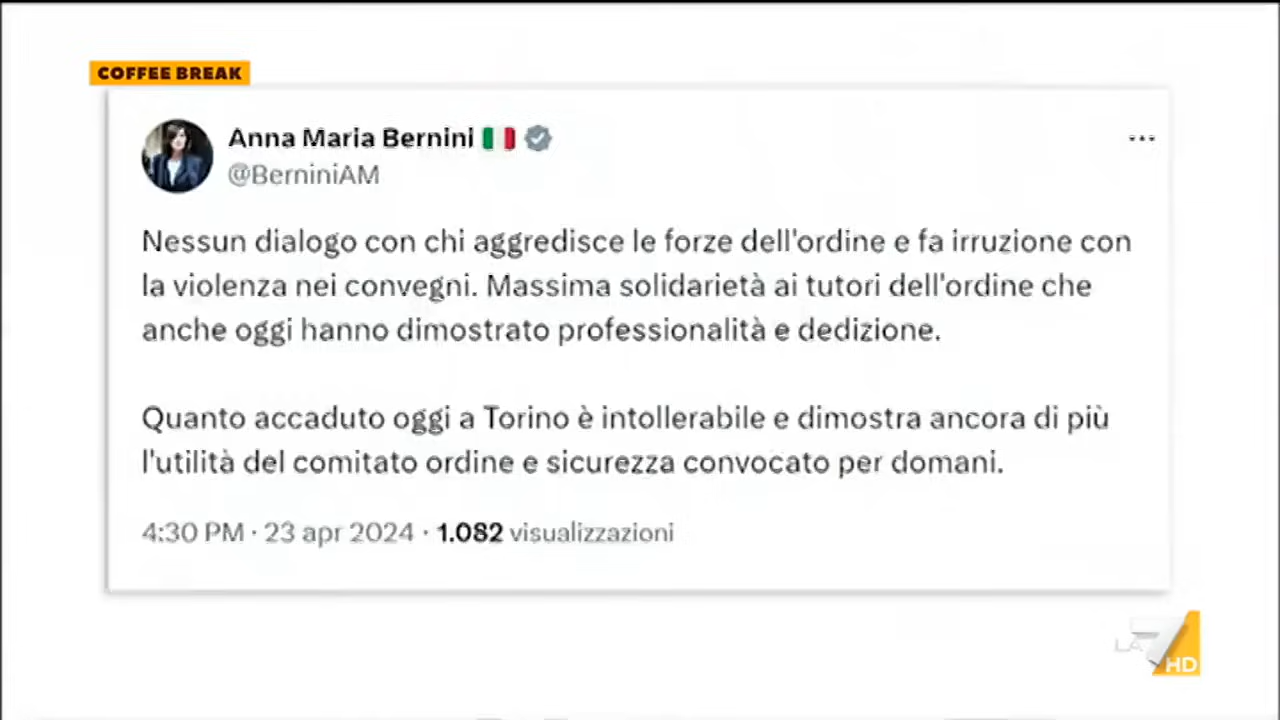 COFFEE BREAK
Anna Maria Bernini
@BerniniAM
Nessun dialogo con chi aggredisce le forze dell'ordine e fa irruzione con
la violenza nei convegni. Massima solidarietà ai tutori dell'ordine che
anche oggi hanno dimostrato professionalità e dedizione.
Quanto accaduto oggi a Torino è intollerabile e dimostra ancora di più
l'utilità del comitato ordine e sicurezza convocato per domani.
4:30 PM · 23 apr 2024 · 1.082 visualizzazioni
LA7
HD